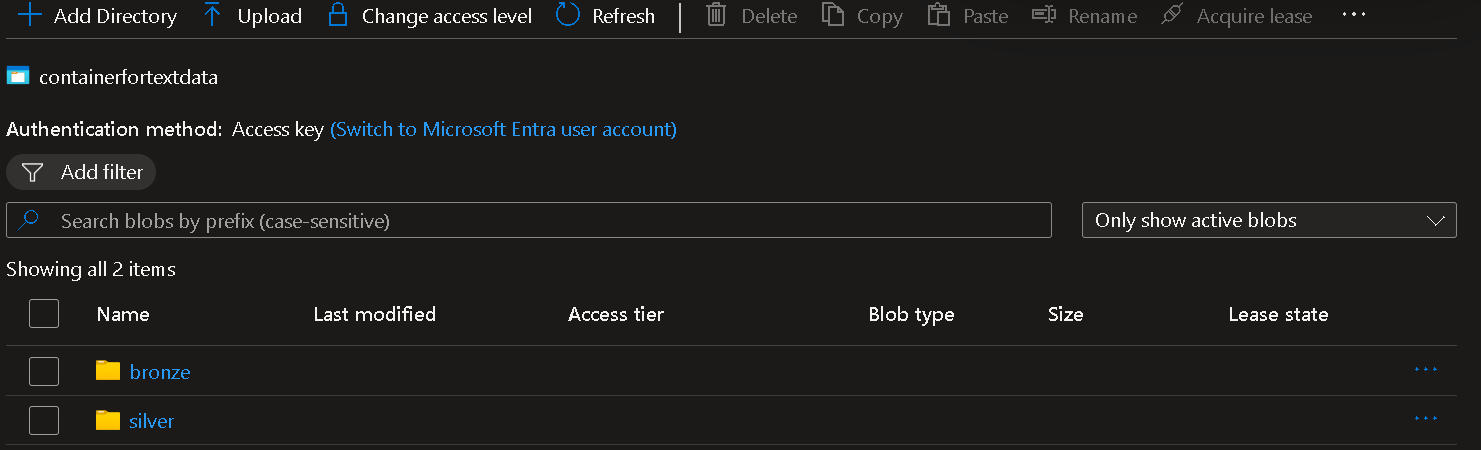 Add Directory Upload Change access level Refresh Delete Copy Paste Rename Acquire lease ...
containerfortextdata
Authentication method: Access key (Switch to Microsoft Entra user account)
Add filter
Search blobs by prefix (case-sensitive) Only show active blobs
Showing all 2 items
Name Last modified Access tier Blob type Size Lease state
bronze ...
silver ...